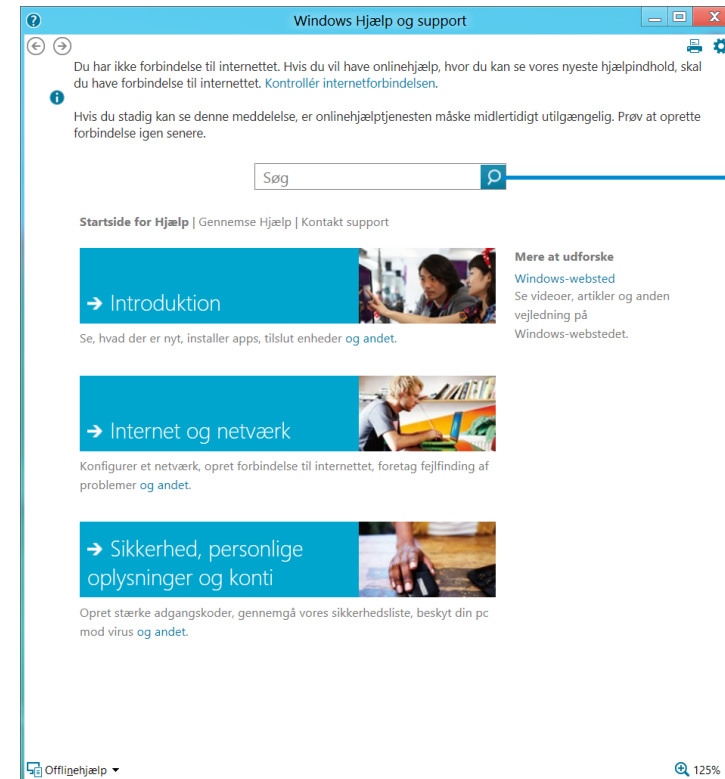 Windows Hjælp og support
Du har ikke forbindelse til internettet. Hvis du vil have onlinehjælp, hvor du kan se vores nyeste hjælpindhold, skal
du have forbindelse til internettet. Kontrollér internetforbindelsen.
Hvis du stadig kan se denne meddelelse, er onlinehjælptjenesten måske midlertidigt utilgængelig. Prøv at oprette
forbindelse igen senere.
Søg
Startside for Hjælp | Gennemse Hjælp | Kontakt support
Introduktion
Se, hvad der er nyt, installer apps, tilslut enheder og andet.
Mere at udforske
Windows-websted
Se videoer, artikler og anden
vejledning på
Windows-webstedet.
Internet og netværk
Konfigurer et netværk, opret forbindelse til internettet, foretag fejlfinding af
problemer og andet.
Sikkerhed, personlige
oplysninger og konti
Opret stærke adgangskoder, gennemgå vores sikkerhedsliste, beskyt din pc
mod virus og andet.
Offlinehjælp
125%